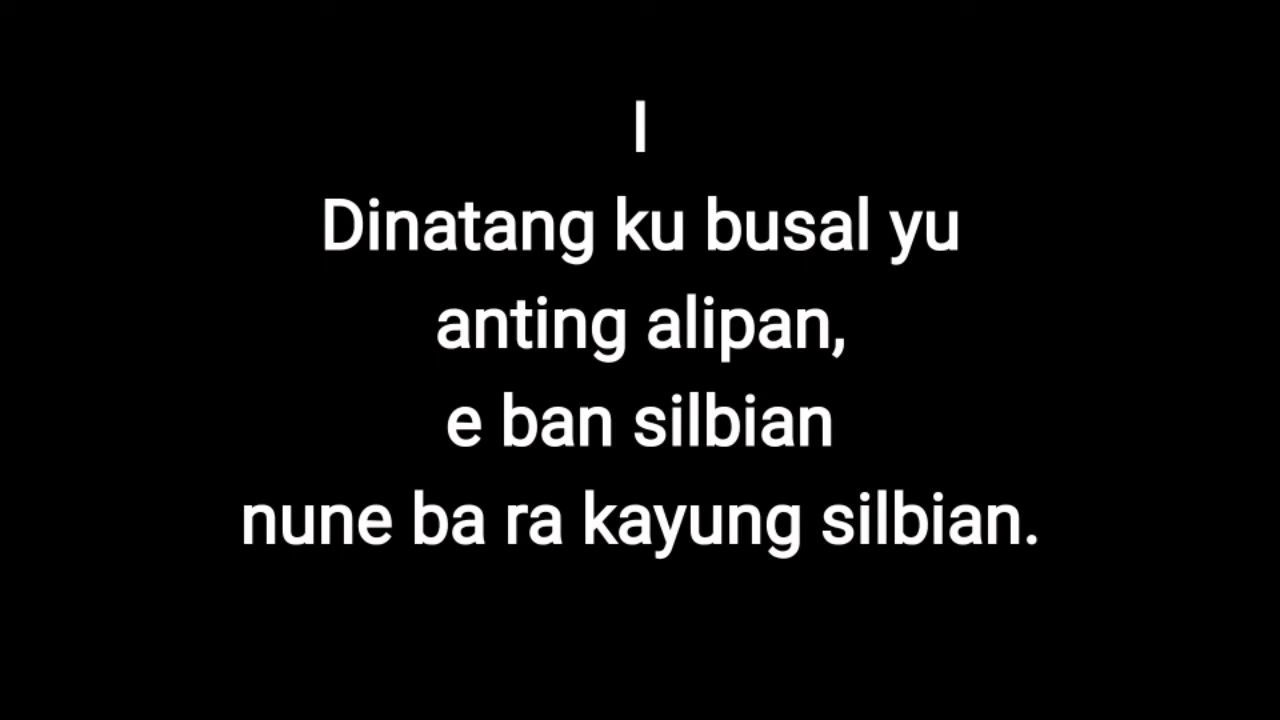 I
Dinatang ku busal yu
anting alipan,
e ban silbian
nune ba ra kayung silbian.